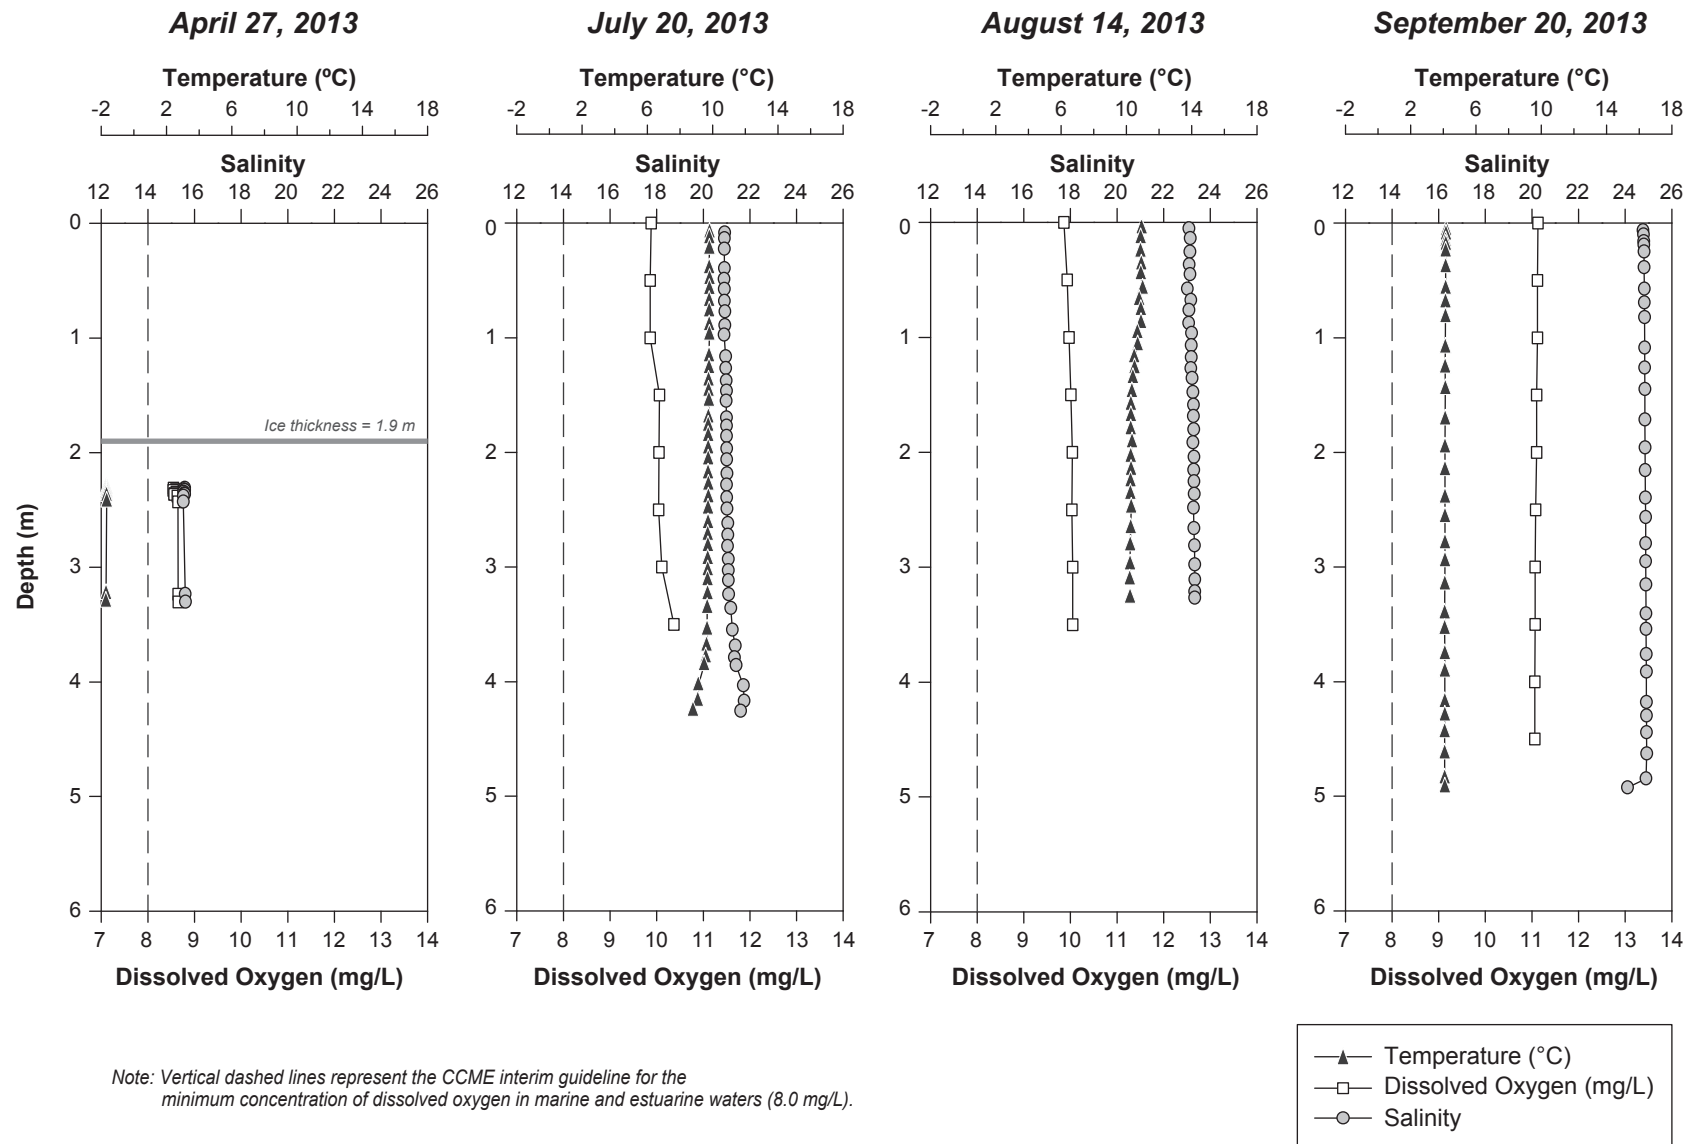 April 27, 2013 July 20, 2013 August 14, 2013 September 20, 2013
Temperature (ºC) Temperature (°C) Temperature (°C) Temperature (°C)
-2 2 6 10 14 18 -2 2 6 10 14 18 -2 2 6 10 14 18 -2 2 6 10 14 18
Salinity Salinity Salinity Salinity
12 14 16 18 20 22 24 26 12 14 16 18 20 22 24 26 12 14 16 18 20 22 24 26 12 14 16 18 20 22 24 26
0 0 0 0
1 1 1 1
Ice thickness = 1.9 m
2 2 2 2
Depth (m)
3 3 3 3
4 4 4 4
5 5 5 5
6 6 6 6
7 8 9 10 11 12 13 14 7 8 9 10 11 12 13 14 7 8 9 10 11 12 13 14 7 8 9 10 11 12 13 14
Dissolved Oxygen (mg/L) Dissolved Oxygen (mg/L) Dissolved Oxygen (mg/L) Dissolved Oxygen (mg/L)
Note: Vertical dashed lines represent the CCME interim guideline for the
minimum concentration of dissolved oxygen in marine and estuarine waters (8.0 mg/L).
Temperature (°C)
Dissolved Oxygen (mg/L)
Salinity